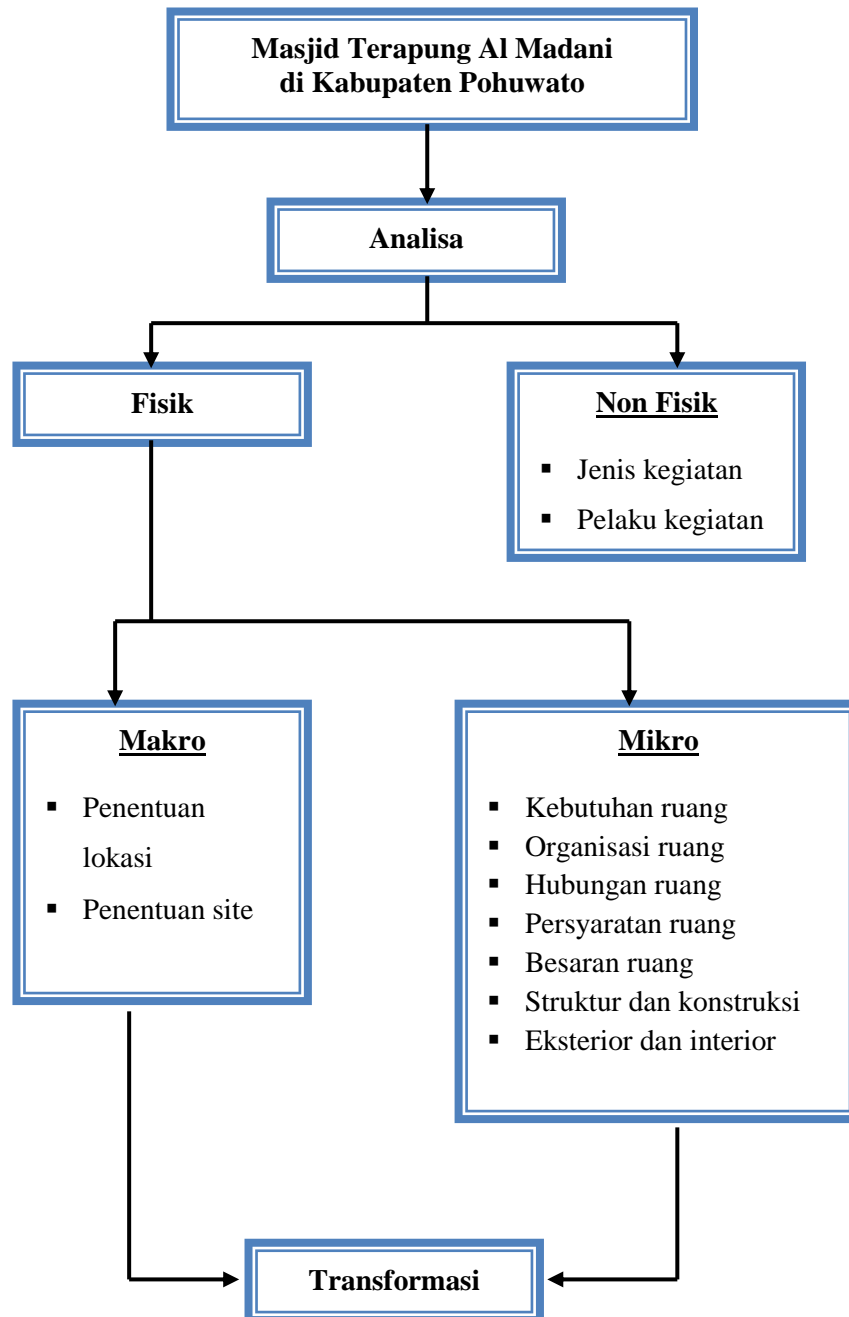 Masjid Terapung Al Madani
di Kabupaten Pohuwato
Analisa
Fisik
Non Fisik
▪ Jenis kegiatan
▪ Pelaku kegiatan
Makro
▪ Penentuan
lokasi
▪ Penentuan site
Mikro
▪ Kebutuhan ruang
▪ Organisasi ruang
▪ Hubungan ruang
▪ Persyaratan ruang
▪ Besaran ruang
▪ Struktur dan konstruksi
▪ Eksterior dan interior
Transformasi